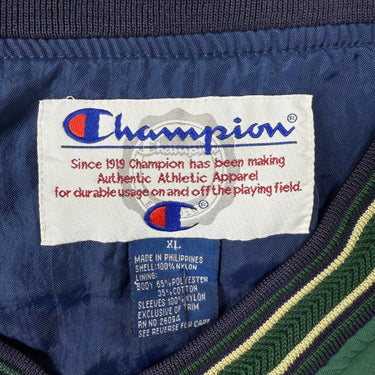 Champion®
Since 1919 Champion has been making
Authentic Athletic Apparel
for durable usage on and off the playing field.
®
XL
MADE IN PHILIPPINES
SHELL:100% NYLON
LINING:
BODY: 65% POLYESTER
35% COTTON
SLEEVES: 100% NYLON
EXCLUSIVE OF TRIM
RN NO 26094
SEE REVERSE FOR CARE